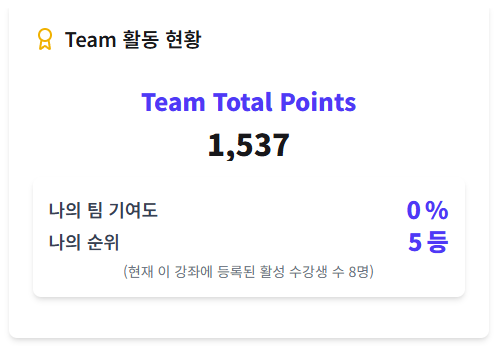 Team 활동 현황
Team Total Points
1,537
나의 팀 기여도 0 %
나의 순위 5 등
(현재 이 강좌에 등록된 활성 수강생 수 8명)